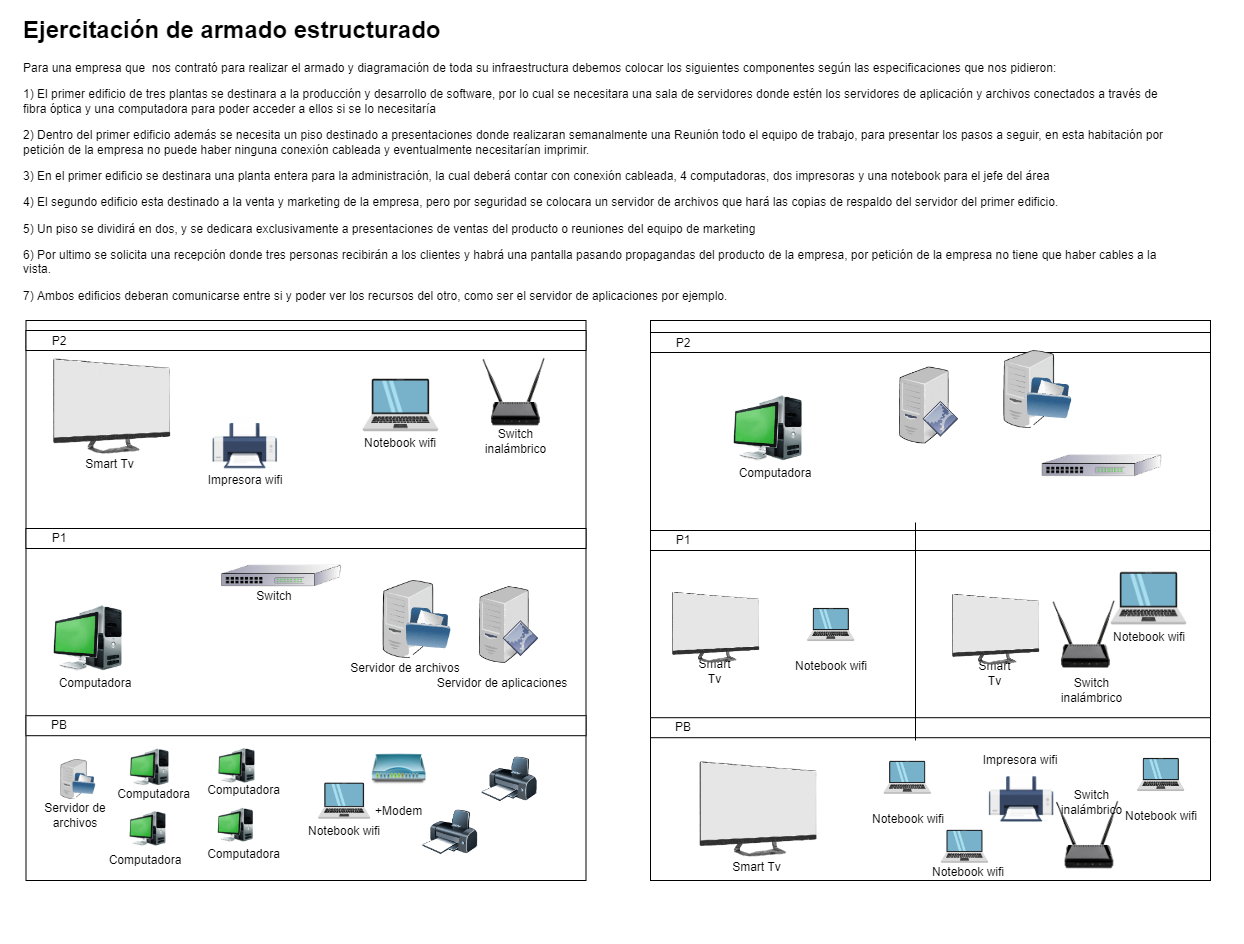 Ejercitación de armado estructurado
Para una empresa que nos contrató para realizar el armado y diagramación de toda su infraestructura debemos colocar los siguientes componentes según las especificaciones que nos pidieron:
1) El primer edificio de tres plantas se destinara a la producción y desarrollo de software, por lo cual se necesitara una sala de servidores donde estén los servidores de aplicación y archivos conectados a través de
fibra óptica y una computadora para poder acceder a ellos si se lo necesitaría
2) Dentro del primer edificio además se necesita un piso destinado a presentaciones donde realizaran semanalmente una Reunión todo el equipo de trabajo, para presentar los pasos a seguir, en esta habitación por
petición de la empresa no puede haber ninguna conexión cableada y eventualmente necesitarían imprimir.
3) En el primer edificio se destinara una planta entera para la administración, la cual deberá contar con conexión cableada, 4 computadoras, dos impresoras y una notebook para el jefe del área
4) El segundo edificio esta destinado a la venta y marketing de la empresa, pero por seguridad se colocara un servidor de archivos que hará las copias de respaldo del servidor del primer edificio.
5) Un piso se dividirá en dos, y se dedicara exclusivamente a presentaciones de ventas del producto o reuniones del equipo de marketing
6) Por ultimo se solicita una recepción donde tres personas recibirán a los clientes y habrá una pantalla pasando propagandas del producto de la empresa, por petición de la empresa no tiene que haber cables a la
vista.
7) Ambos edificios deberan comunicarse entre si y poder ver los recursos del otro, como ser el servidor de aplicaciones por ejemplo.
P2
Smart Tv
Impresora wifi
Notebook wifi
Switch
inalámbrico
P1
Switch
Computadora
Servidor de archivos
Servidor de aplicaciones
PB
Servidor de
archivos
Computadora
Computadora
Computadora
Computadora
Notebook wifi
+Modem
P2
Computadora
P1
Smart
Tv
Notebook wifi
Smart
Tv
Switch
inalámbrico
Notebook wifi
PB
Smart Tv
Notebook wifi
Impresora wifi
Notebook wifi
Switch
inalámbrico
Notebook wifi